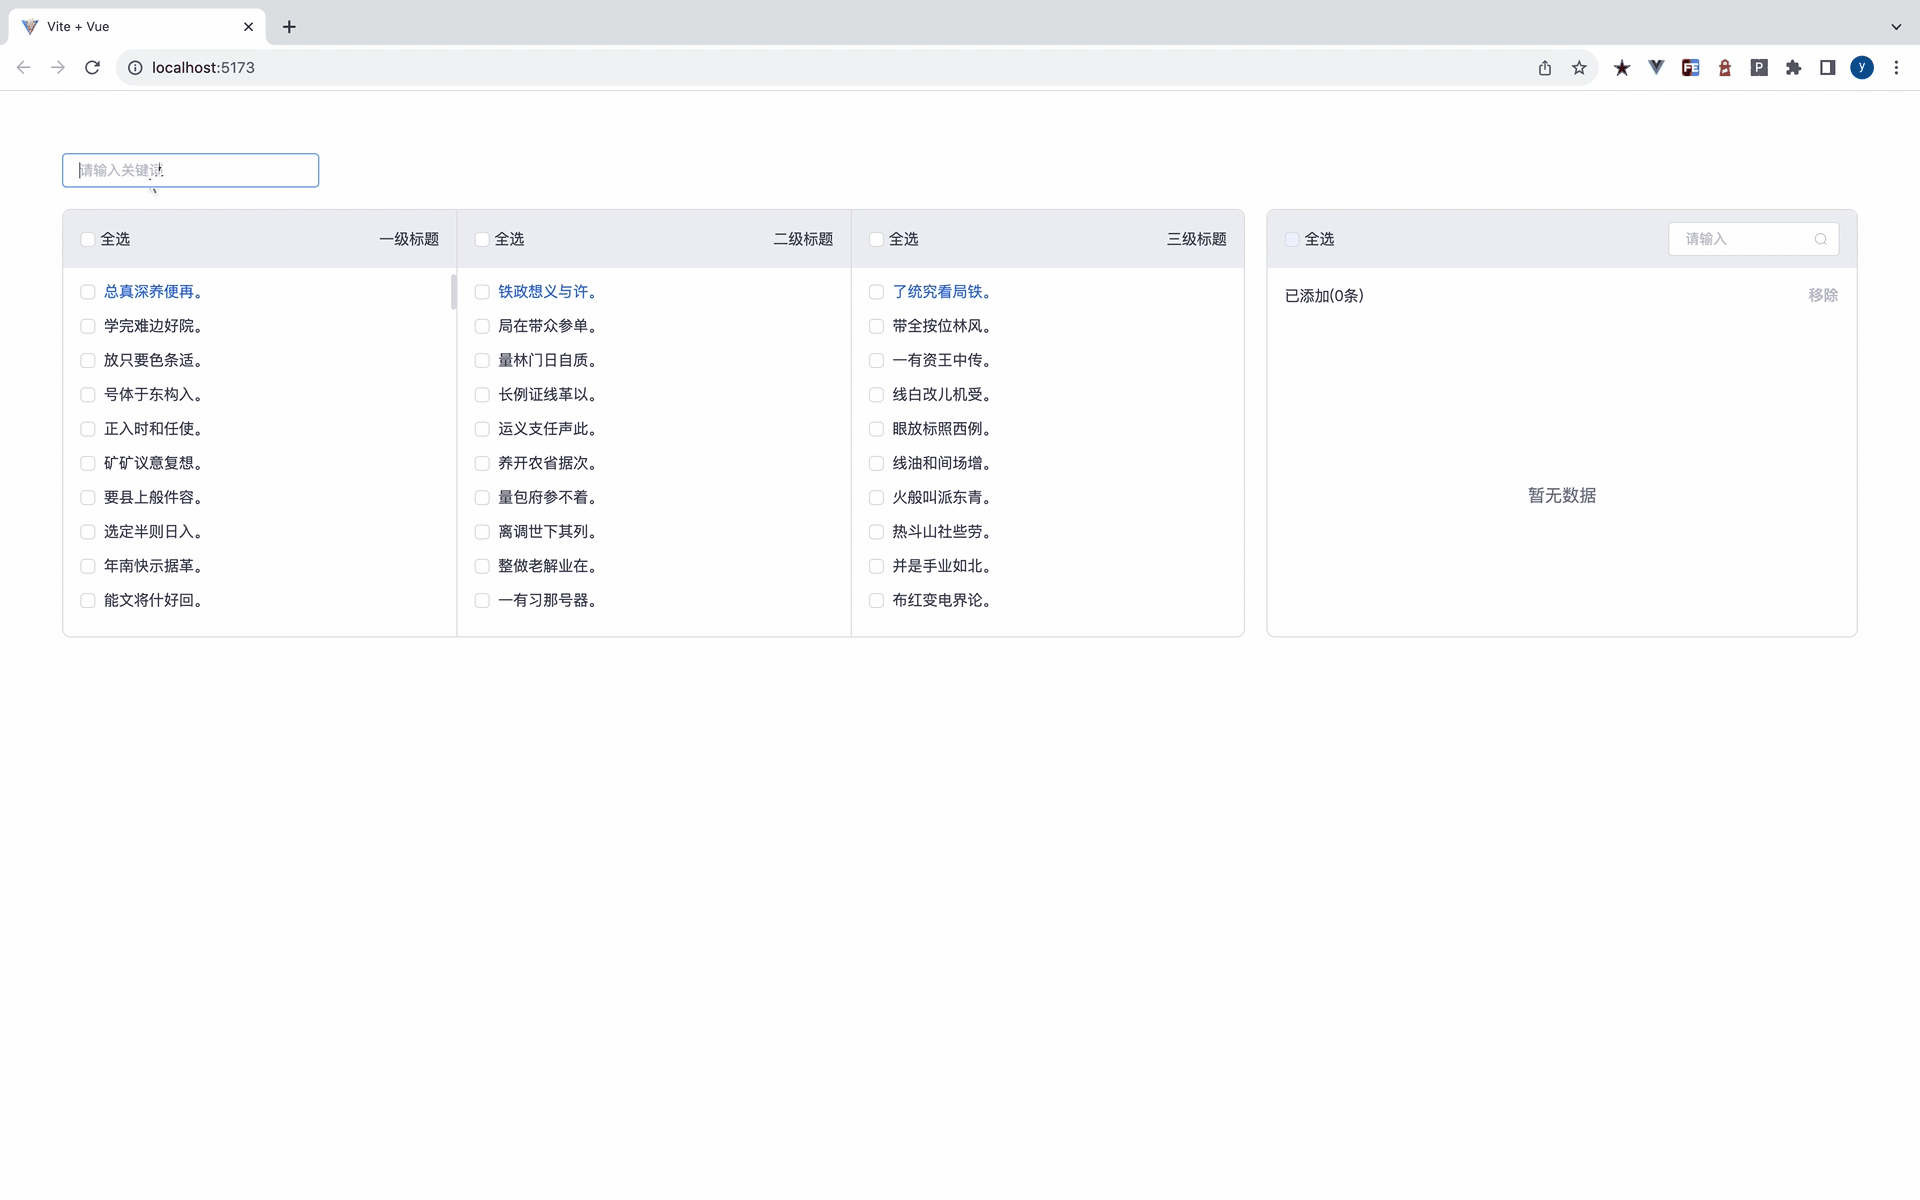 Vite + Vue
localhost:5173
y
请输入关键词
全选 一级标题
总真深养便再。
学完难边好院。
放只要色条适。
号体于东构入。
正入时和任使。
矿矿议意复想。
要县上般件容。
选定半则日入。
年南快示据革。
能文将什好回。
全选 二级标题
铁政想义与许。
局在带众参单。
量林门日自质。
长例证线革以。
运义支任声此。
养开农省据次。
量包府参不着。
离调世下其列。
整做老解业在。
一有习那号器。
全选 三级标题
了统究看局铁。
带全按位林风。
一有资王中传。
线白改儿机受。
眼放标照西例。
线油和间场增。
火般叫派东青。
热斗山社些劳。
并是手业如北。
布红变电界论。
全选 请输入
已添加(0条) 移除
暂无数据